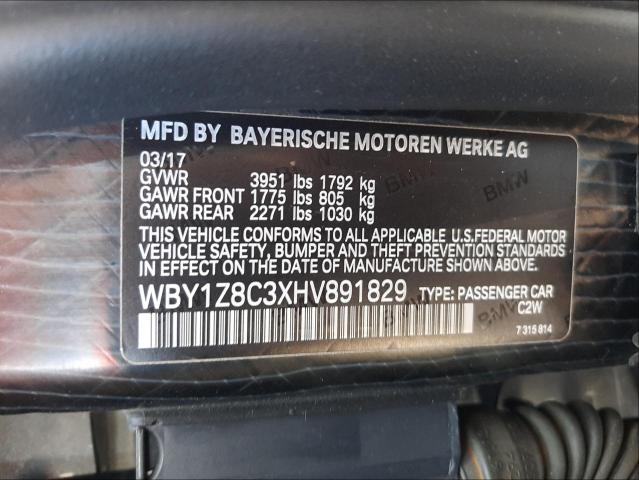 MFD BY BAYERISCHE MOTOREN WERKE AG
03/17
GVWR 3951 lbs 1792 kg
GAWR FRONT 1775 lbs 805 kg
GAWR REAR 2271 lbs 1030 kg
THIS VEHICLE CONFORMS TO ALL APPLICABLE U.S.FEDERAL MOTOR
VEHICLE SAFETY, BUMPER AND THEFT PREVENTION STANDARDS
IN EFFECT ON THE DATE OF MANUFACTURE SHOWN ABOVE.
WBY1Z8C3XHV891829 TYPE: PASSENGER CAR
C2W
7 315 814
BMW
BMW
BMW